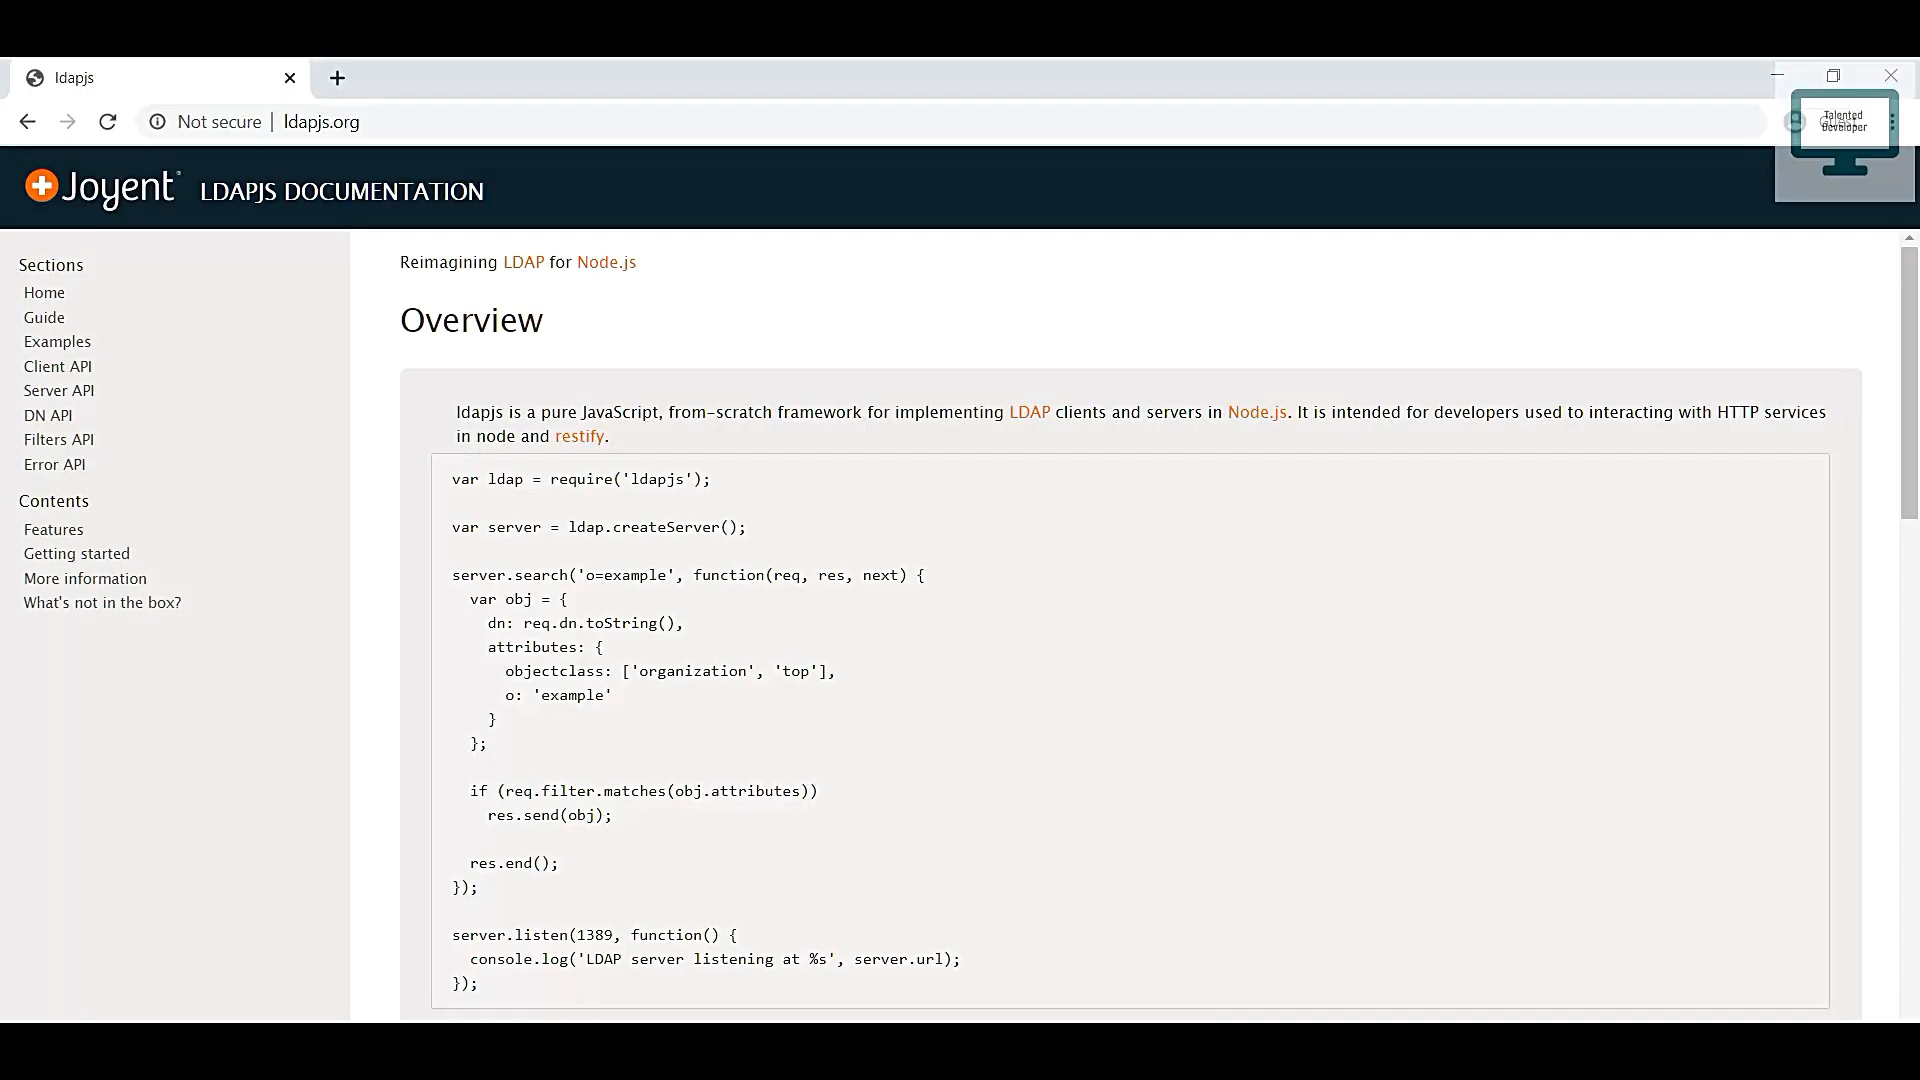 ldapjs
Not secure | ldapjs.org
Talented
Developer
Joyent LDAPJS DOCUMENTATION
Sections
Home
Guide
Examples
Client API
Server API
DN API
Filters API
Error API
Contents
Features
Getting started
More information
What's not in the box?
Reimagining LDAP for Node.js
Overview
ldapjs is a pure JavaScript, from-scratch framework for implementing LDAP clients and servers in Node.js. It is intended for developers used to interacting with HTTP services
in node and restify.
var ldap = require('ldapjs');
var server = ldap.createServer();
server.search('o=example', function(req, res, next) {
  var obj = {
    dn: req.dn.toString(),
    attributes: {
      objectclass: ['organization', 'top'],
      o: 'example'
    }
  };
  if (req.filter.matches(obj.attributes))
    res.send(obj);
  res.end();
});
server.listen(1389, function() {
  console.log('LDAP server listening at %s', server.url);
});